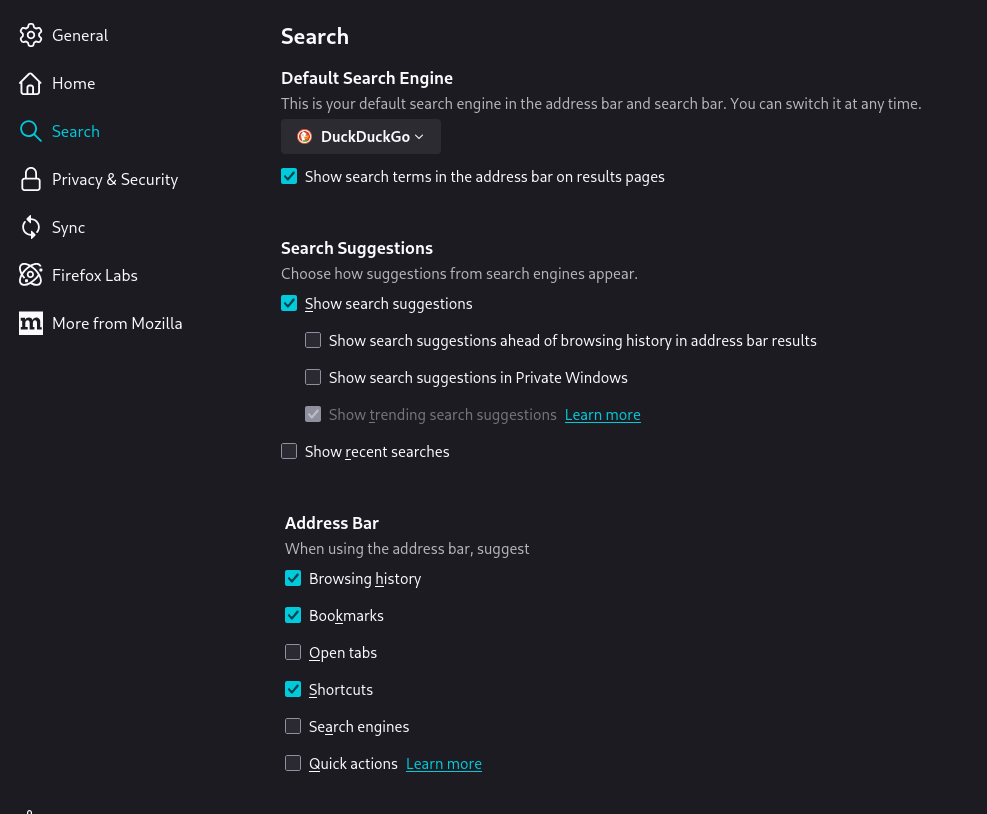 General
Home
Search
Privacy & Security
Sync
Firefox Labs
m More from Mozilla
Search
Default Search Engine
This is your default search engine in the address bar and search bar. You can switch it at any time.
DuckDuckGo
Show search terms in the address bar on results pages
Search Suggestions
Choose how suggestions from search engines appear.
Show search suggestions
Show search suggestions ahead of browsing history in address bar results
Show search suggestions in Private Windows
Show trending search suggestions Learn more
Show recent searches
Address Bar
When using the address bar, suggest
Browsing history
Bookmarks
Open tabs
Shortcuts
Search engines
Quick actions Learn more